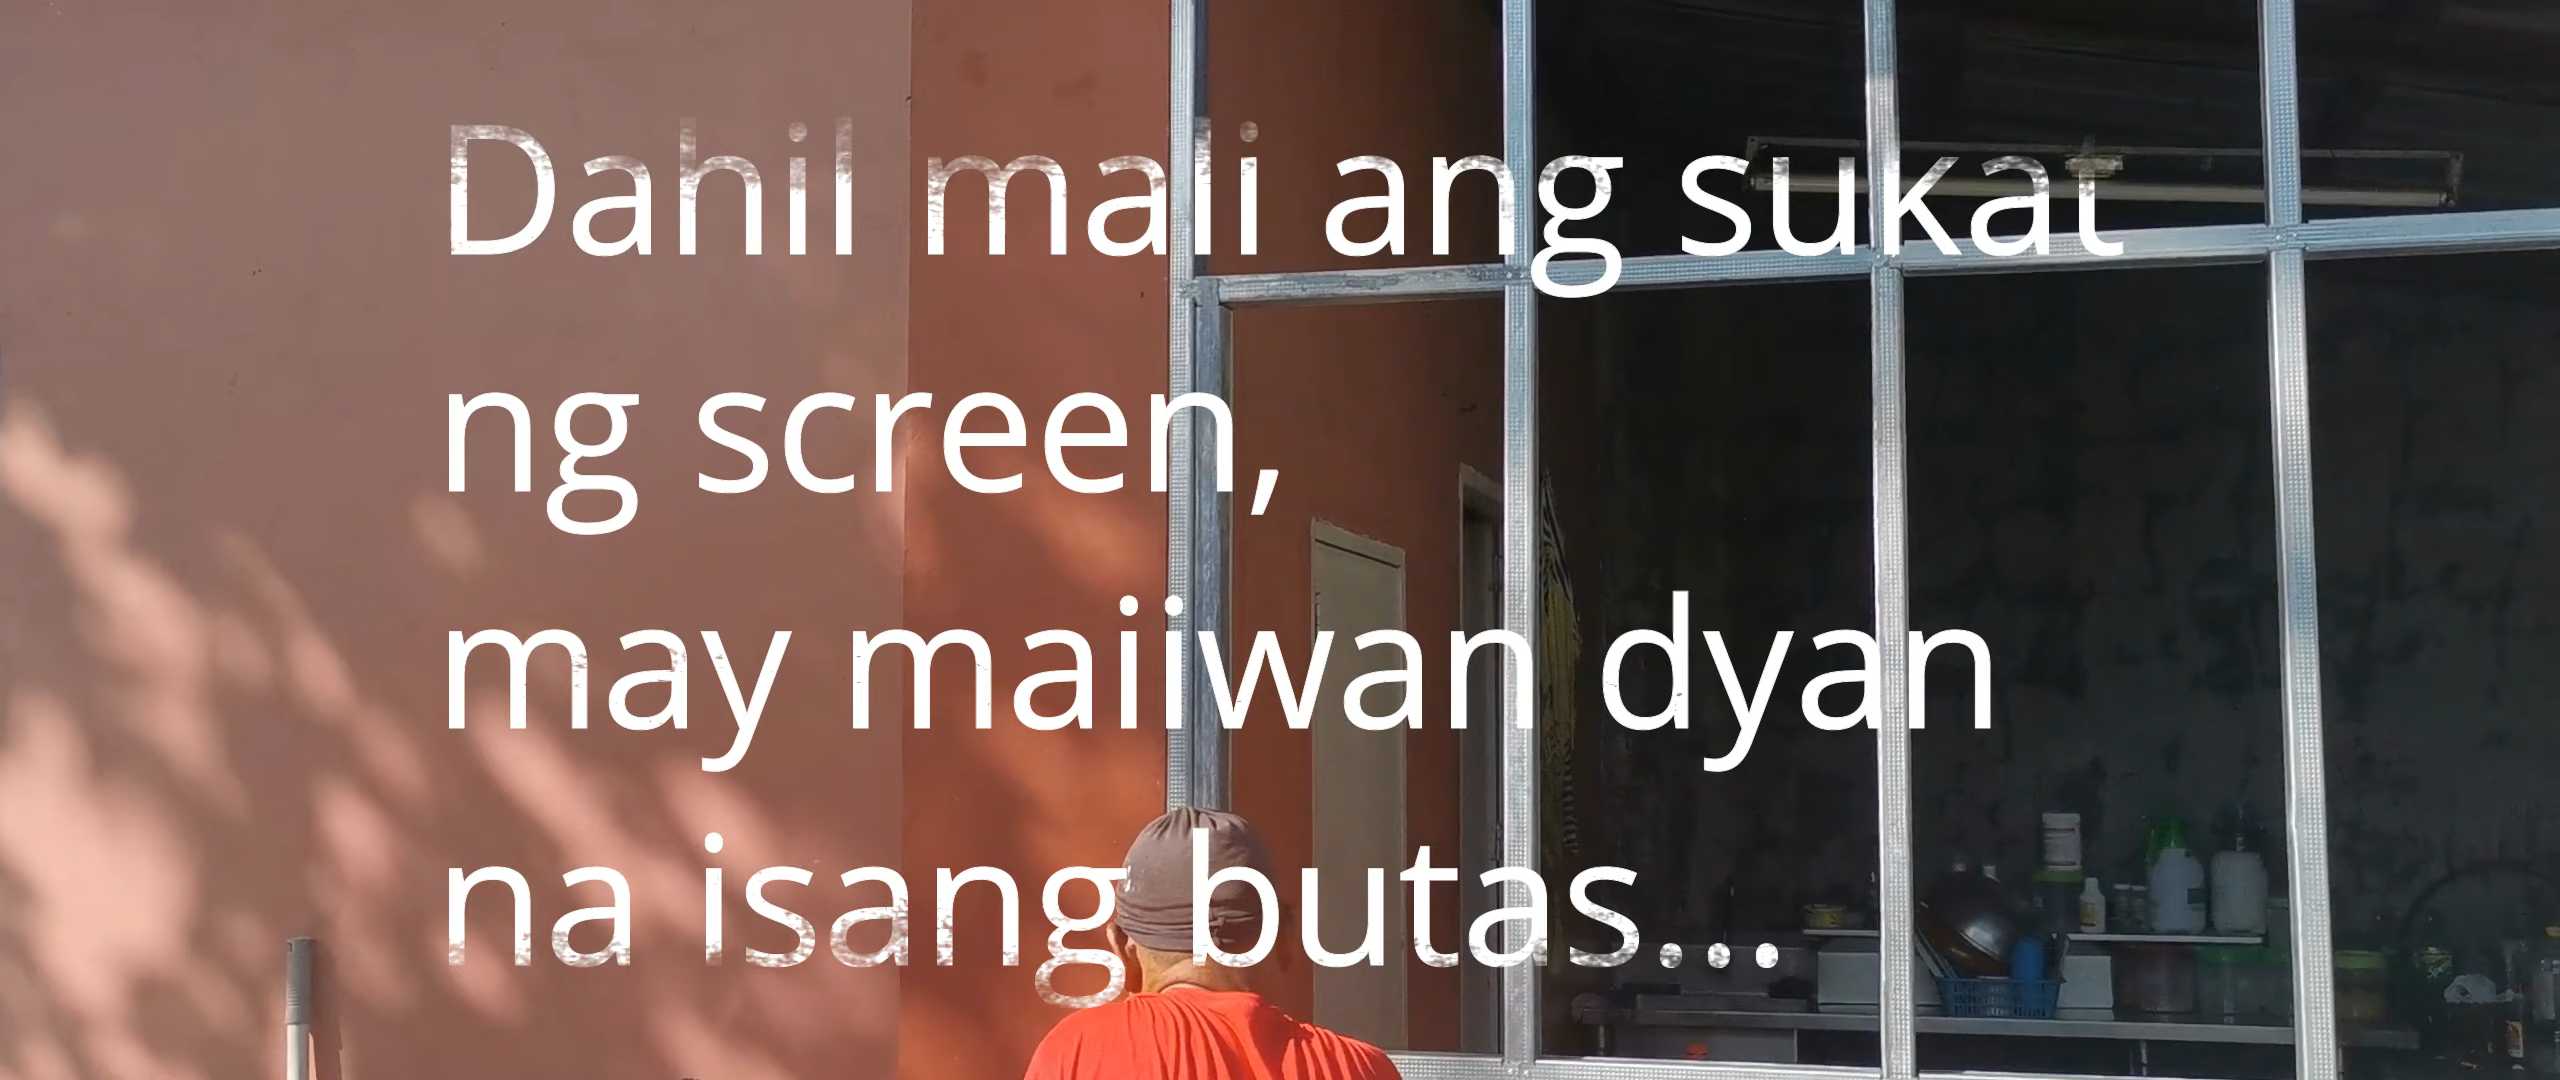 Dahil mali ang sukat
ng screen,
may maiiwan dyan
na isang butas...